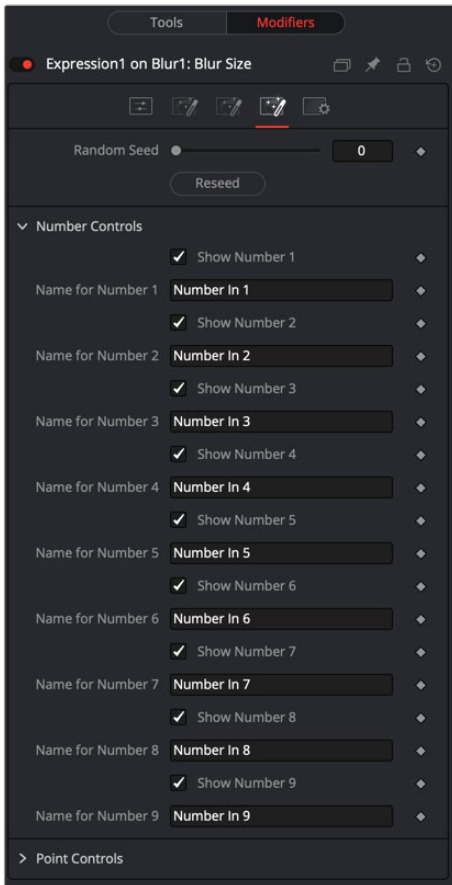 Tools Modifiers
Expression1 on Blur1: Blur Size
Random Seed 0
Reseed
Number Controls
Show Number 1
Name for Number 1 Number In 1
Show Number 2
Name for Number 2 Number In 2
Show Number 3
Name for Number 3 Number In 3
Show Number 4
Name for Number 4 Number In 4
Show Number 5
Name for Number 5 Number In 5
Show Number 6
Name for Number 6 Number In 6
Show Number 7
Name for Number 7 Number In 7
Show Number 8
Name for Number 8 Number In 8
Show Number 9
Name for Number 9 Number In 9
Point Controls